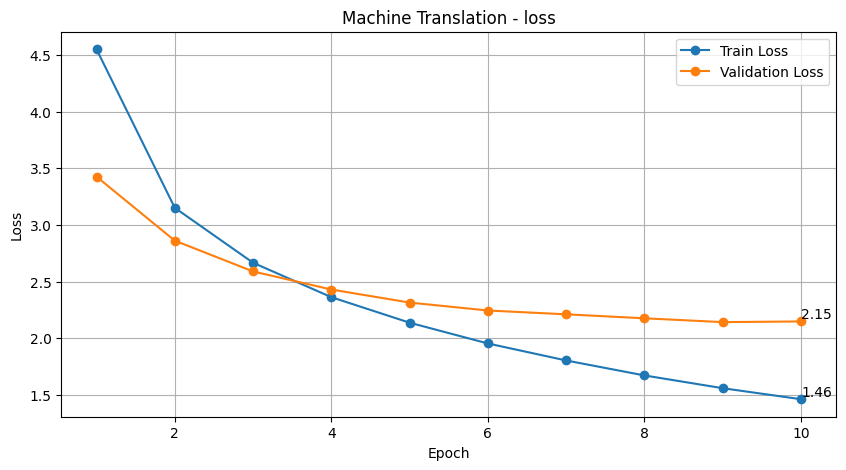 Machine Translation - loss
Train Loss
Validation Loss
4.5
4.0
3.5
3.0
2.5
2.0
1.5
Loss
2.15
1.46
2
4
6
8
10
Epoch